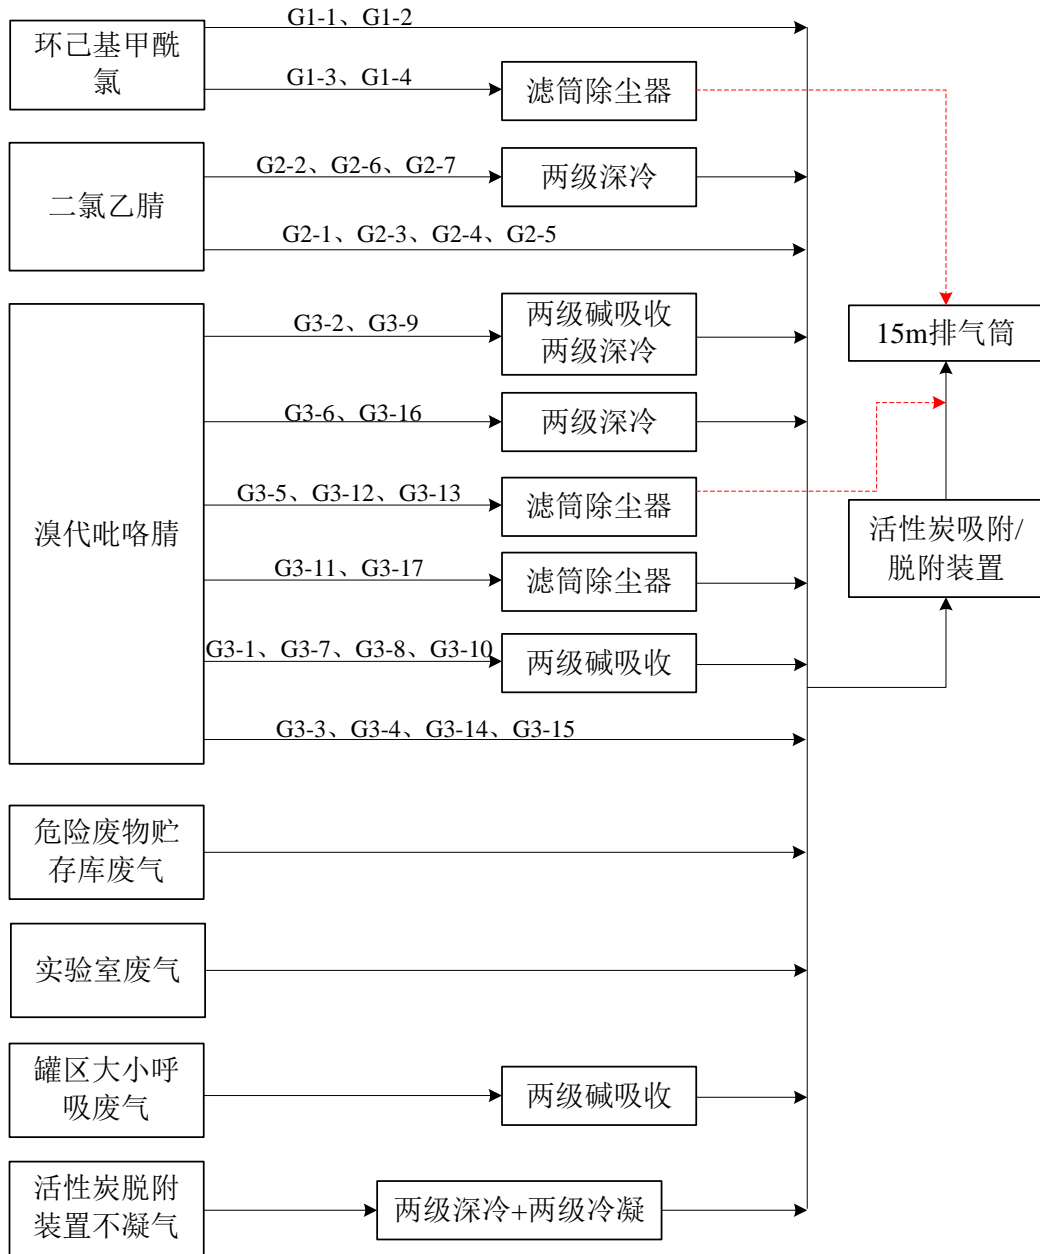 环己基甲酰
氯
G1-1、G1-2
G1-3、G1-4
滤筒除尘器
二氯乙腈
G2-2、G2-6、G2-7
两级深冷
G2-1、G2-3、G2-4、G2-5
溴代吡咯腈
G3-2、G3-9
两级碱吸收
两级深冷
G3-6、G3-16
两级深冷
G3-5、G3-12、G3-13
滤筒除尘器
G3-11、G3-17
滤筒除尘器
G3-1、G3-7、G3-8、G3-10
两级碱吸收
G3-3、G3-4、G3-14、G3-15
15m排气筒
活性炭吸附/
脱附装置
危险废物贮
存库废气
实验室废气
罐区大小呼
吸废气
两级碱吸收
活性炭脱附
装置不凝气
两级深冷+两级冷凝